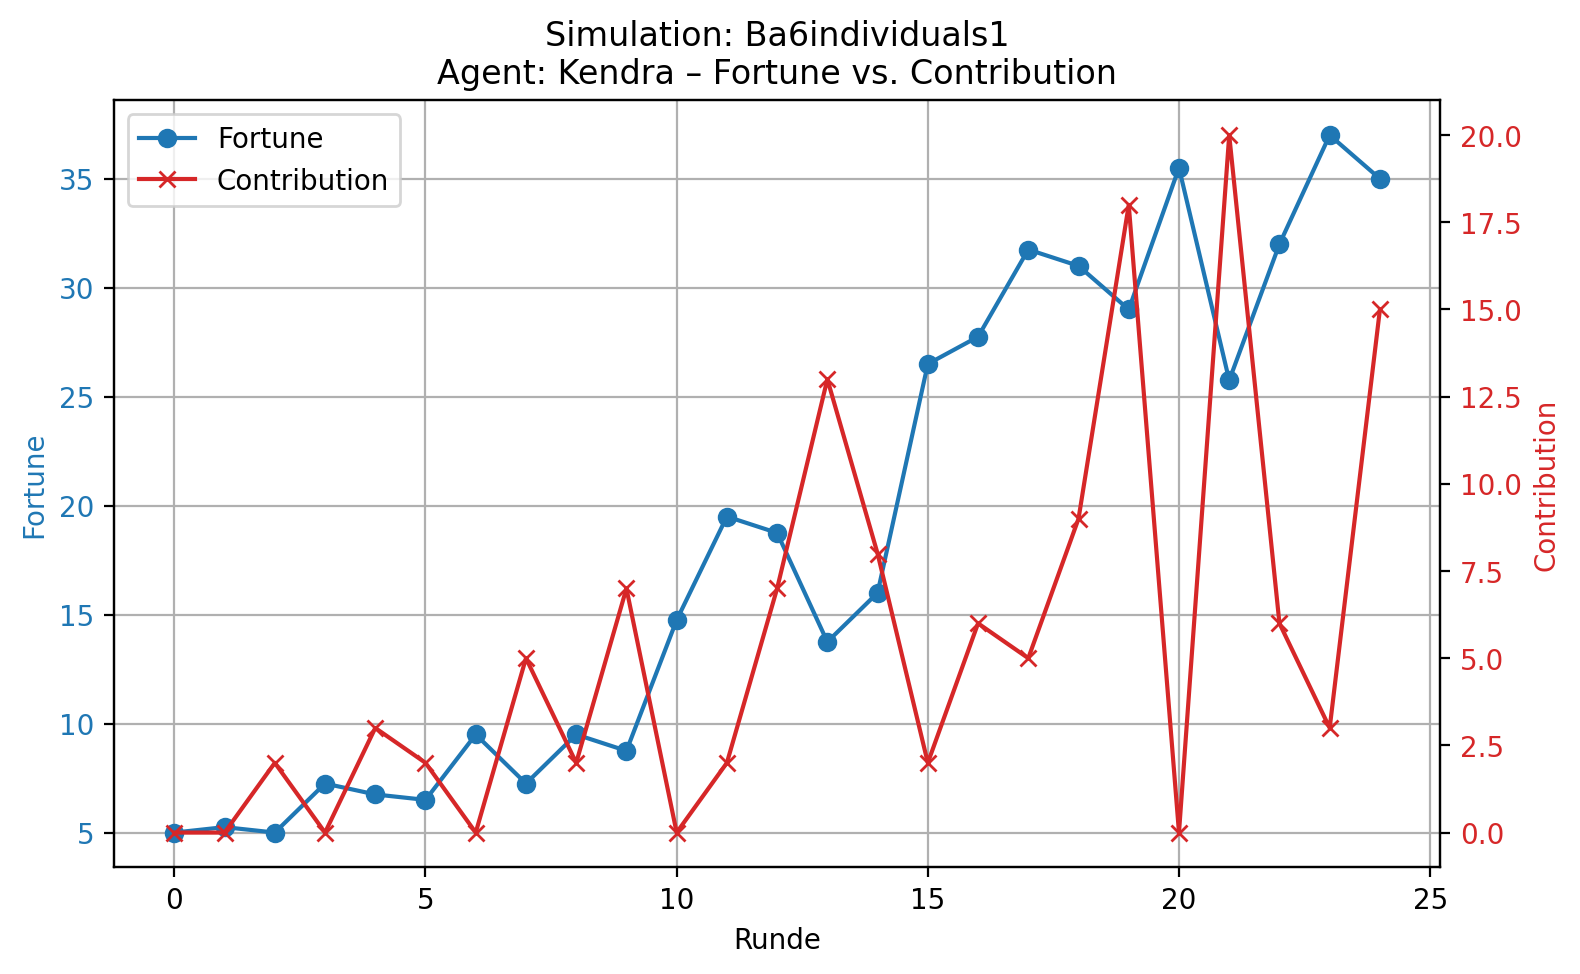 Simulation: Ba6individuals1
Agent: Kendra – Fortune vs. Contribution
Fortune
Contribution
35
30
25
20
15
10
5
Fortune
20.0
17.5
15.0
12.5
10.0
7.5
5.0
2.5
0.0
Contribution
0 5 10 15 20 25
Runde